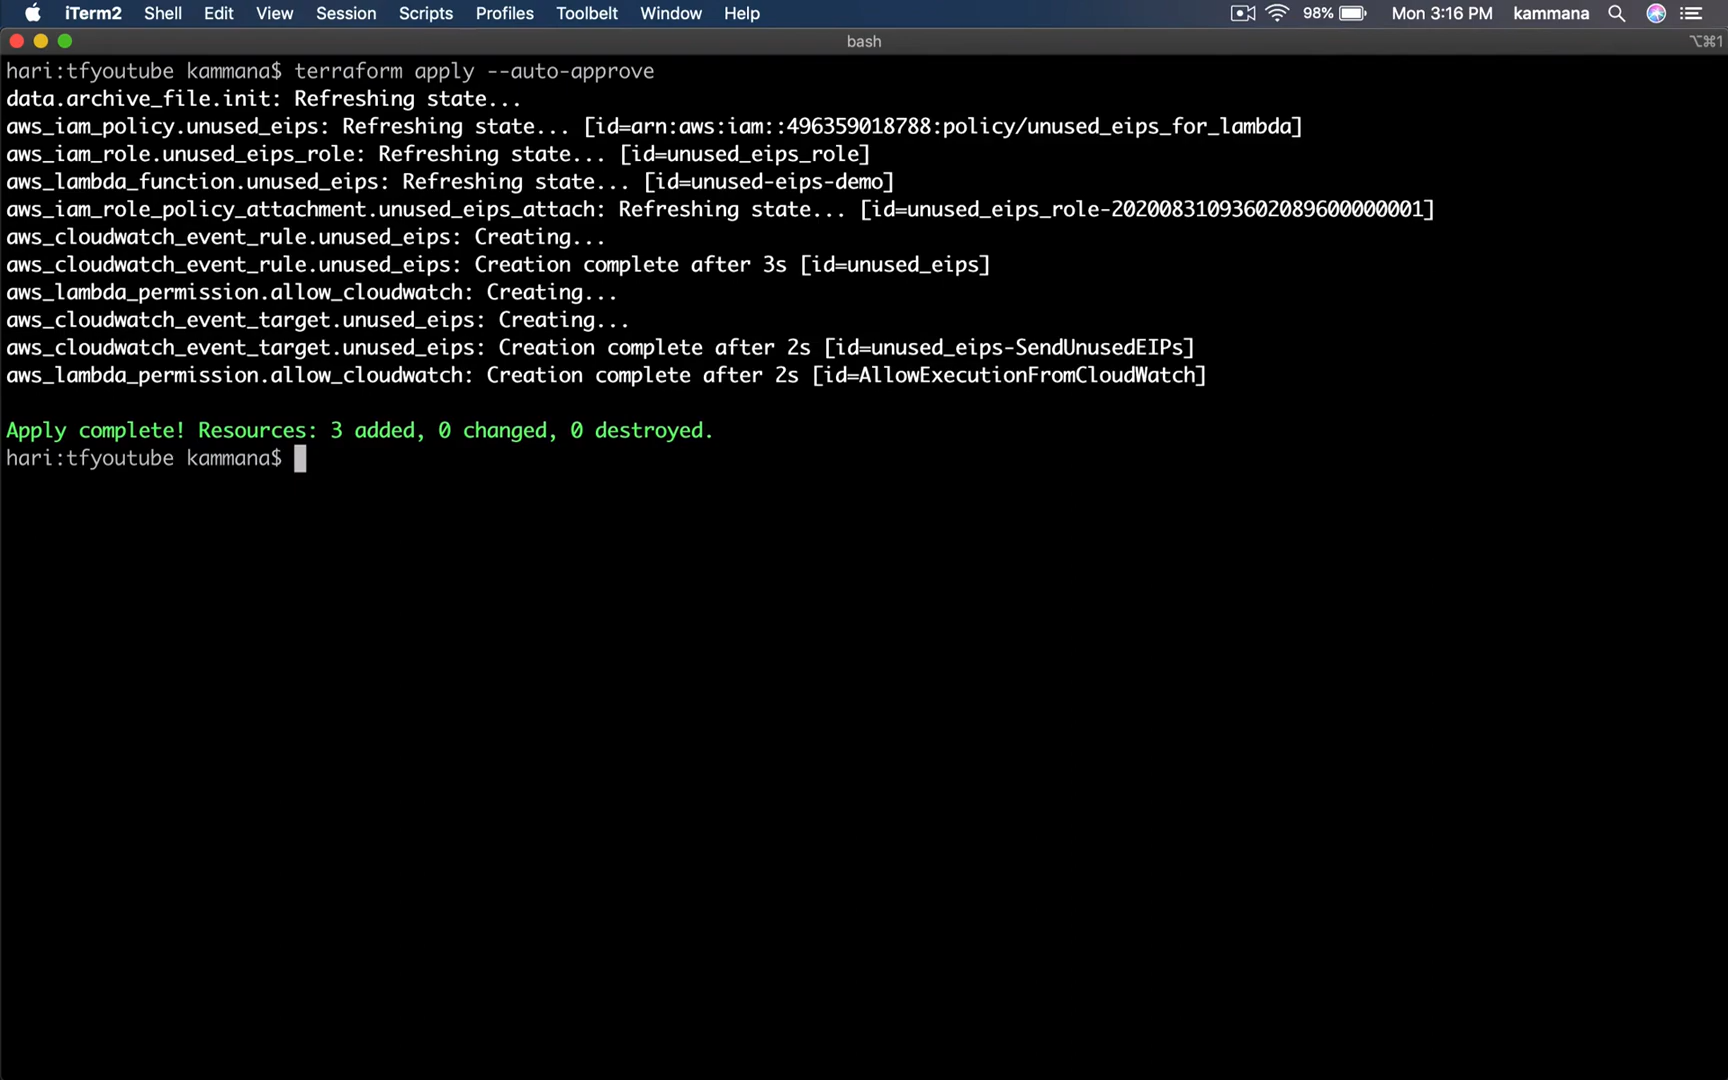 iTerm2 Shell Edit View Session Scripts Profiles Toolbelt Window Help 98% Mon 3:16 PM kammana
bash ⌥⌘1
hari:tfyoutube kammana$ terraform apply --auto-approve
data.archive_file.init: Refreshing state...
aws_iam_policy.unused_eips: Refreshing state... [id=arn:aws:iam::496359018788:policy/unused_eips_for_lambda]
aws_iam_role.unused_eips_role: Refreshing state... [id=unused_eips_role]
aws_lambda_function.unused_eips: Refreshing state... [id=unused-eips-demo]
aws_iam_role_policy_attachment.unused_eips_attach: Refreshing state... [id=unused_eips_role-20200831093602089600000001]
aws_cloudwatch_event_rule.unused_eips: Creating...
aws_cloudwatch_event_rule.unused_eips: Creation complete after 3s [id=unused_eips]
aws_lambda_permission.allow_cloudwatch: Creating...
aws_cloudwatch_event_target.unused_eips: Creating...
aws_cloudwatch_event_target.unused_eips: Creation complete after 2s [id=unused_eips-SendUnusedEIPs]
aws_lambda_permission.allow_cloudwatch: Creation complete after 2s [id=AllowExecutionFromCloudWatch]
Apply complete! Resources: 3 added, 0 changed, 0 destroyed.
hari:tfyoutube kammana$